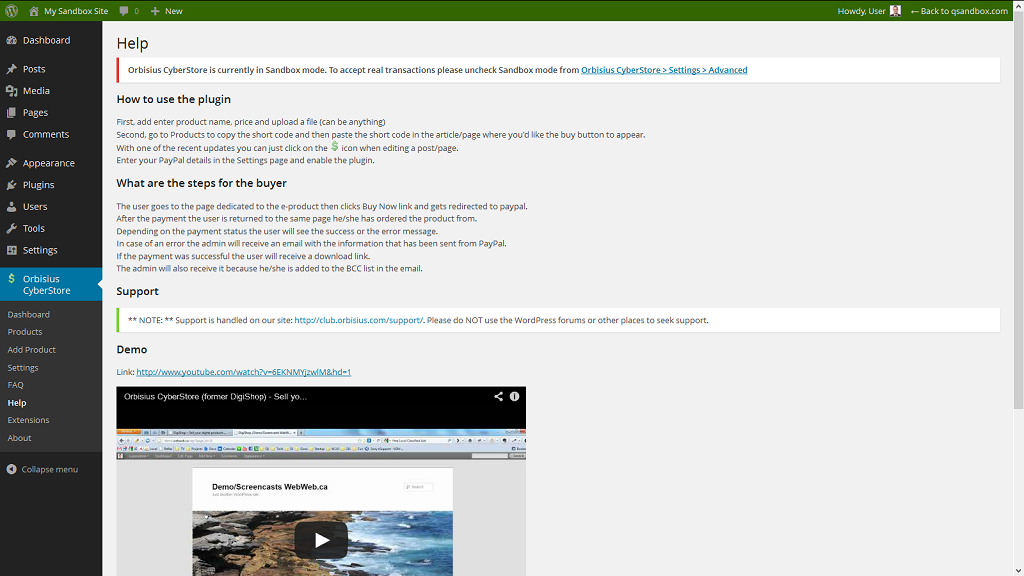 My Sandbox Site 0 + New Howdy, User ← Back to qsandbox.com
Dashboard
Posts
Media
Pages
Comments
Appearance
Plugins
Users
Tools
Settings
Orbisius
CyberStore
Dashboard
Products
Add Product
Settings
FAQ
Help
Extensions
About
Collapse menu
Help
Orbisius CyberStore is currently in Sandbox mode. To accept real transactions please uncheck Sandbox mode from Orbisius CyberStore > Settings > Advanced
How to use the plugin
First, add enter product name, price and upload a file (can be anything)
Second, go to Products to copy the short code and then paste the short code in the article/page where you'd like the buy button to appear.
With one of the recent updates you can just click on the $ icon when editing a post/page.
Enter your PayPal details in the Settings page and enable the plugin.
What are the steps for the buyer
The user goes to the page dedicated to the e-product then clicks Buy Now link and gets redirected to paypal.
After the payment the user is returned to the same page he/she has ordered the product from.
Depending on the payment status the user will see the success or the error message.
In case of an error the admin will receive an email with the information that has been sent from PayPal.
If the payment was successful the user will receive a download link.
The admin will also receive it because he/she is added to the BCC list in the email.
Support
** NOTE: ** Support is handled on our site: http://club.orbisius.com/support/. Please do NOT use the WordPress forums or other places to seek support.
Demo
Link: http://www.youtube.com/watch?v=6EKNMYjzwlM&hd=1
Orbisius CyberStore (former DigiShop) - Sell yo...
Demo/Screencasts WebWeb.ca